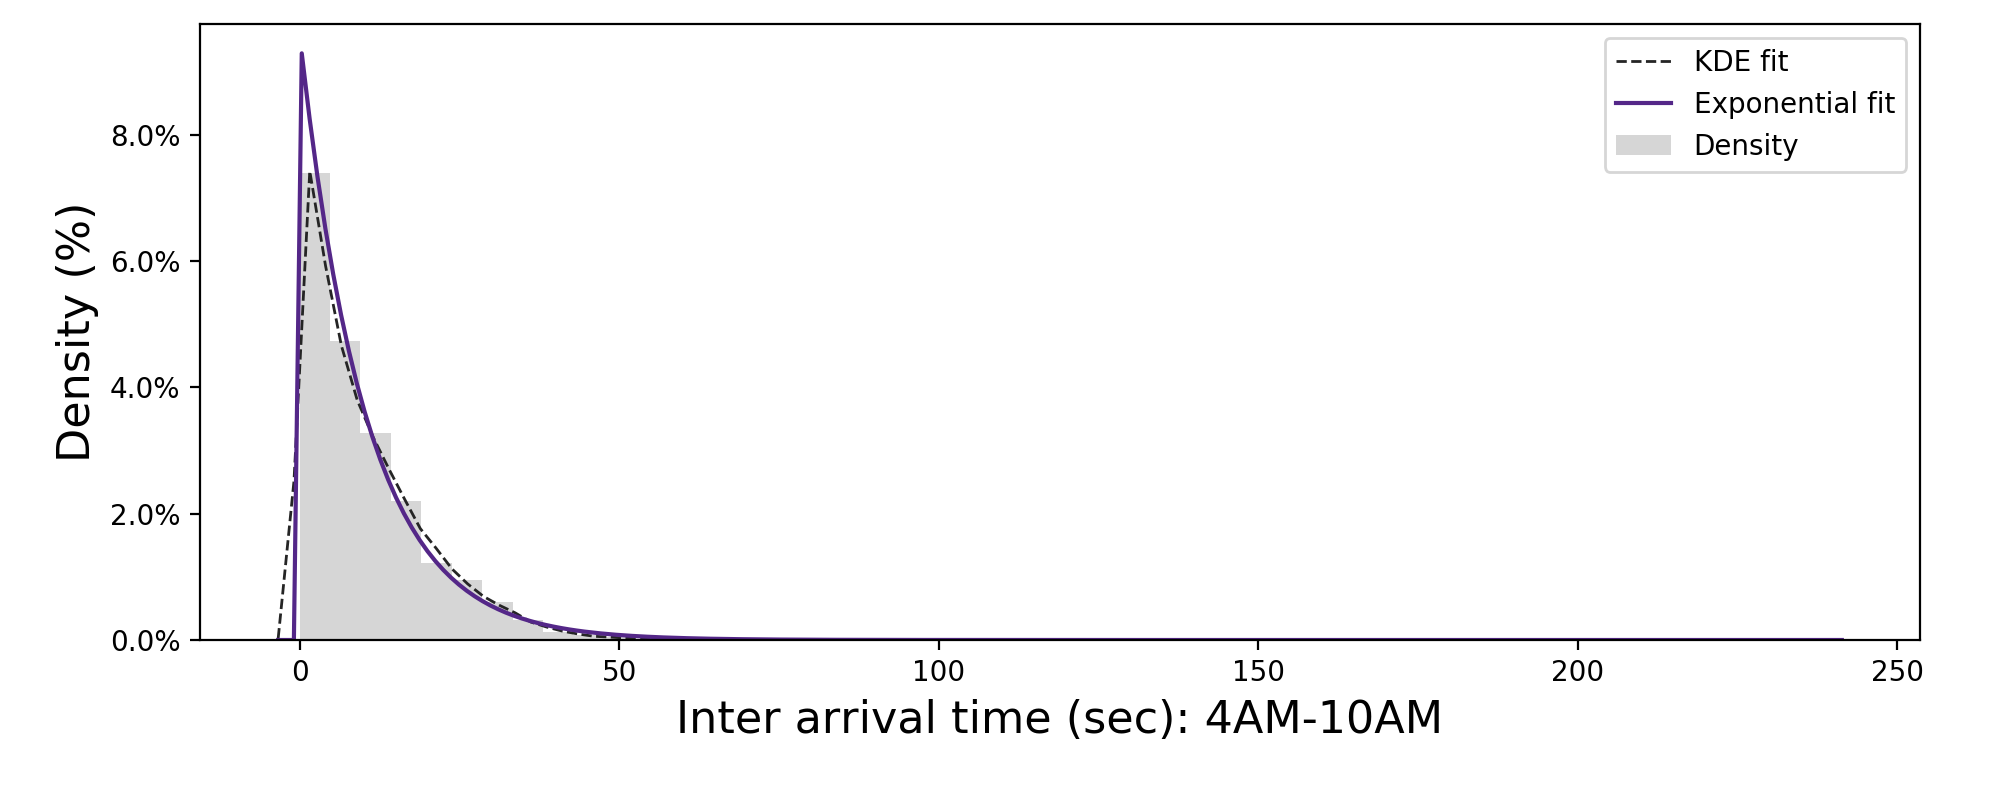 KDE fit
Exponential fit
Density
8.0%
6.0%
4.0%
2.0%
0.0%
Density (%)
0 50 100 150 200 250
Inter arrival time (sec): 4AM-10AM